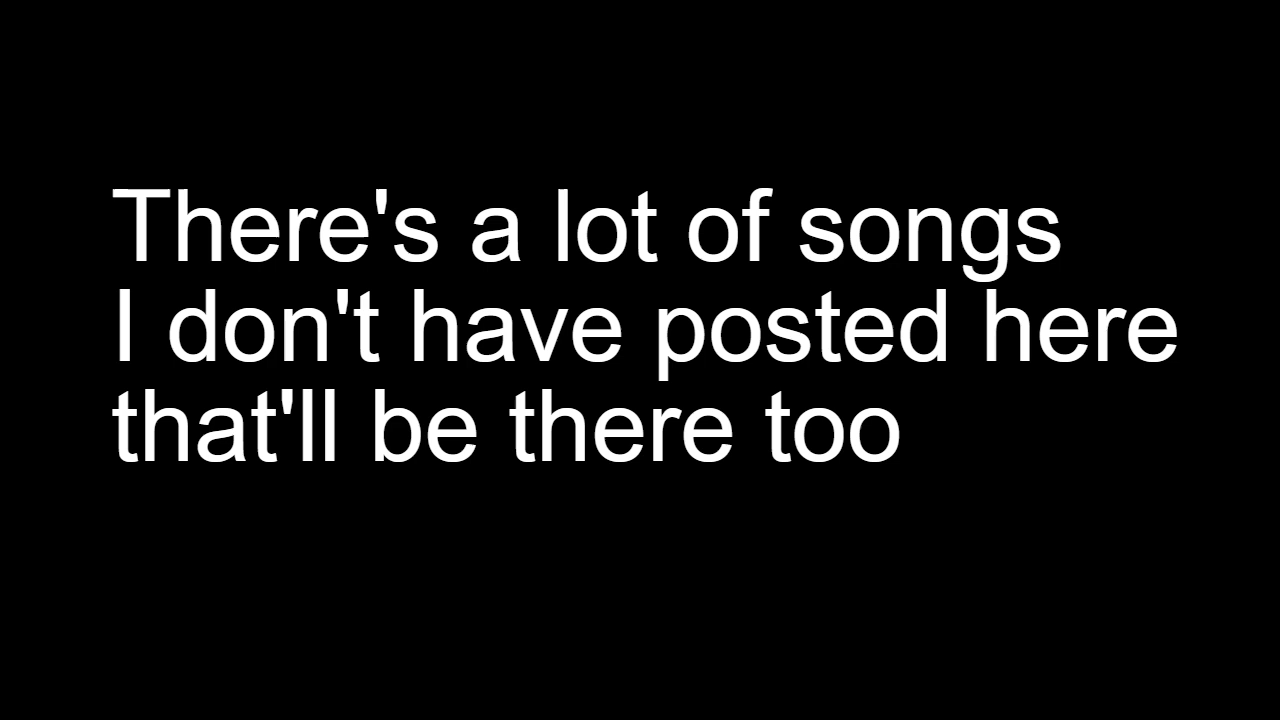 There's a lot of songs
I don't have posted here
that'll be there too